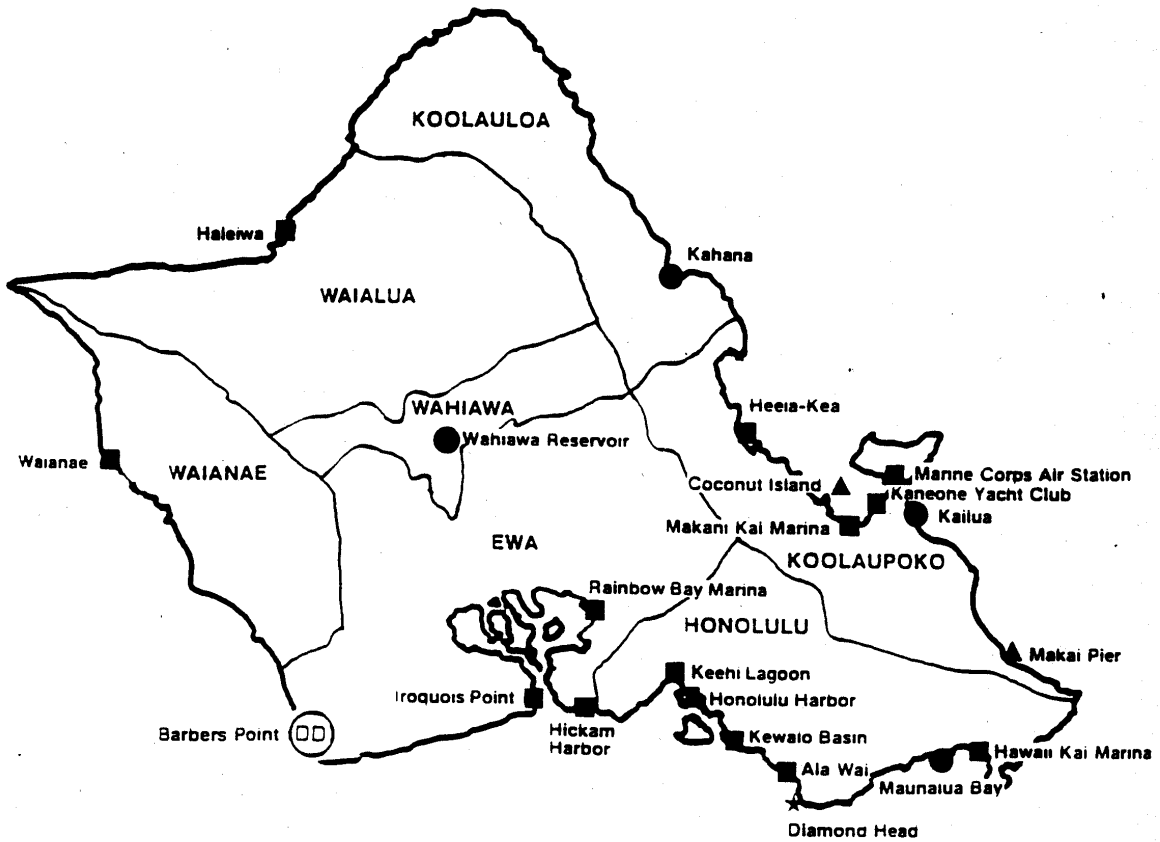 KOOLAULOA
Haleiwa
Kahana
WAIALUA
Heeia-Kea
WAHIAWA
Wahiawa Reservoir
Waianae
WAIANAE
Marine Corps Air Station
Coconut Island
Kaneohe Yacht Club
Kailua
Makani Kai Marina
EWA
KOOLAUPOKO
Rainbow Bay Marina
HONOLULU
Makai Pier
Keehi Lagoon
Iroquois Point
Honolulu Harbor
Hickam
Harbor
Barbers Point
Kewalo Basin
Hawaii Kai Marina
Ala Wai
Maunalua Bay
Diamond Head